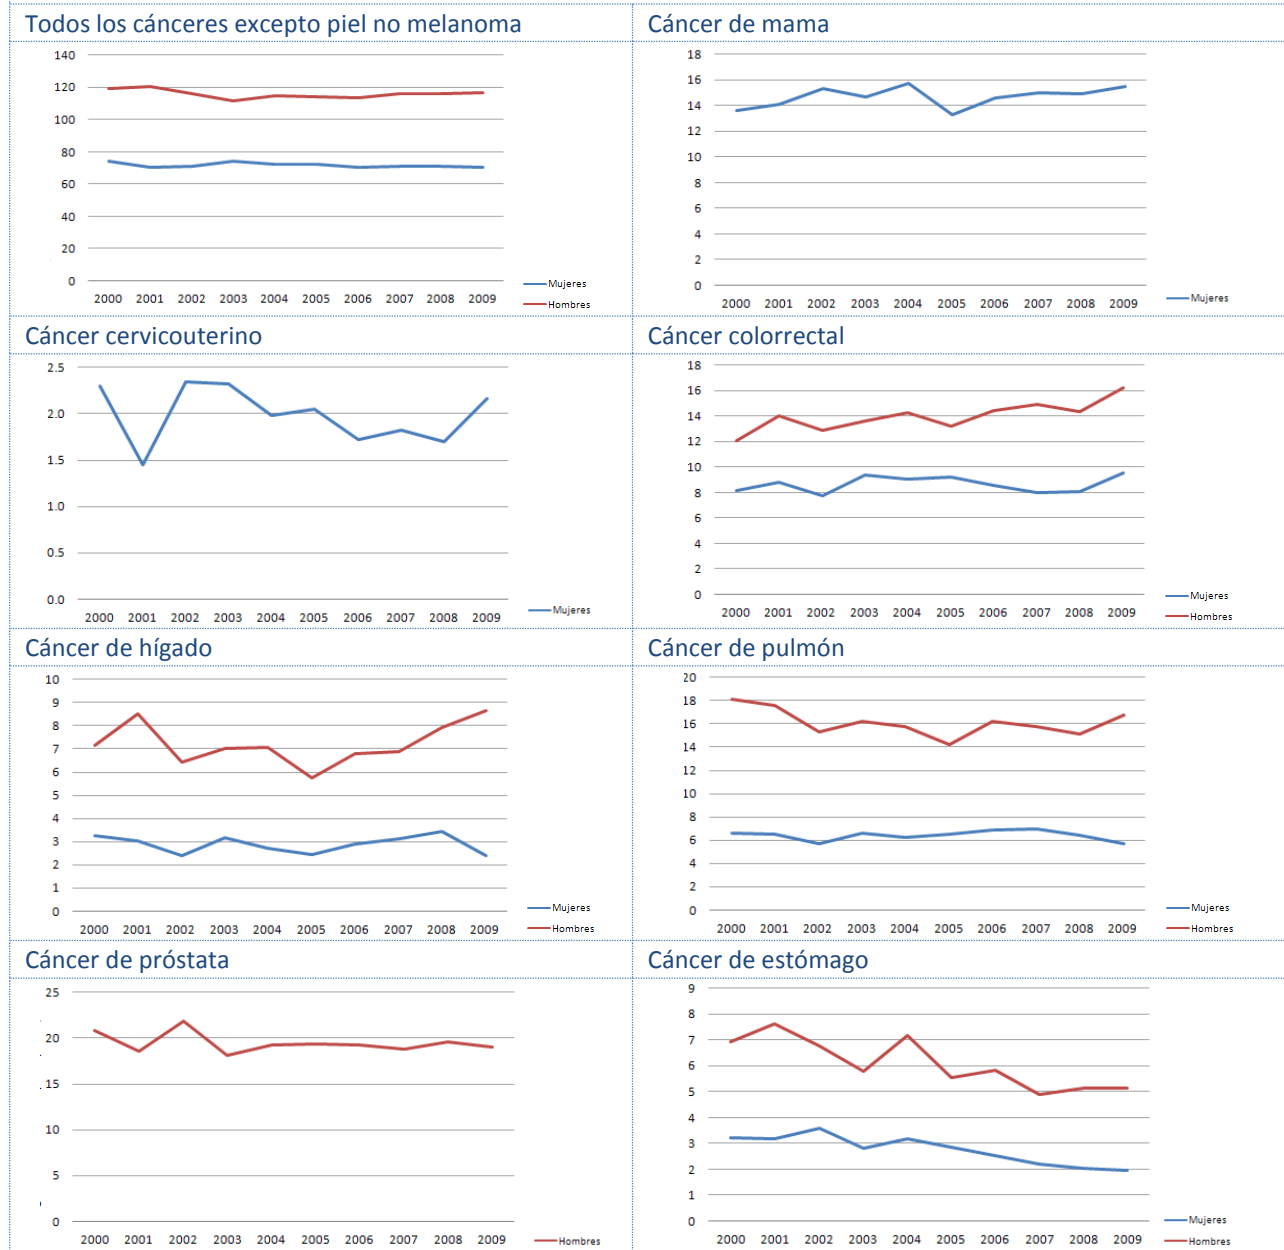 Todos los cánceres excepto piel no melanoma
140
120
100
80
60
40
20
0
2000 2001 2002 2003 2004 2005 2006 2007 2008 2009
Mujeres
Hombres
Cáncer de mama
18
16
14
12
10
8
6
4
2
0
2000 2001 2002 2003 2004 2005 2006 2007 2008 2009
Mujeres
Cáncer cervicouterino
2.5
2.0
1.5
1.0
0.5
0.0
2000 2001 2002 2003 2004 2005 2006 2007 2008 2009
Mujeres
Cáncer colorrectal
18
16
14
12
10
8
6
4
2
0
2000 2001 2002 2003 2004 2005 2006 2007 2008 2009
Mujeres
Hombres
Cáncer de hígado
10
9
8
7
6
5
4
3
2
1
0
2000 2001 2002 2003 2004 2005 2006 2007 2008 2009
Mujeres
Hombres
Cáncer de pulmón
20
18
16
14
12
10
8
6
4
2
0
2000 2001 2002 2003 2004 2005 2006 2007 2008 2009
Mujeres
Hombres
Cáncer de próstata
25
20
15
10
5
0
2000 2001 2002 2003 2004 2005 2006 2007 2008 2009
Hombres
Cáncer de estómago
9
8
7
6
5
4
3
2
1
0
2000 2001 2002 2003 2004 2005 2006 2007 2008 2009
Mujeres
Hombres